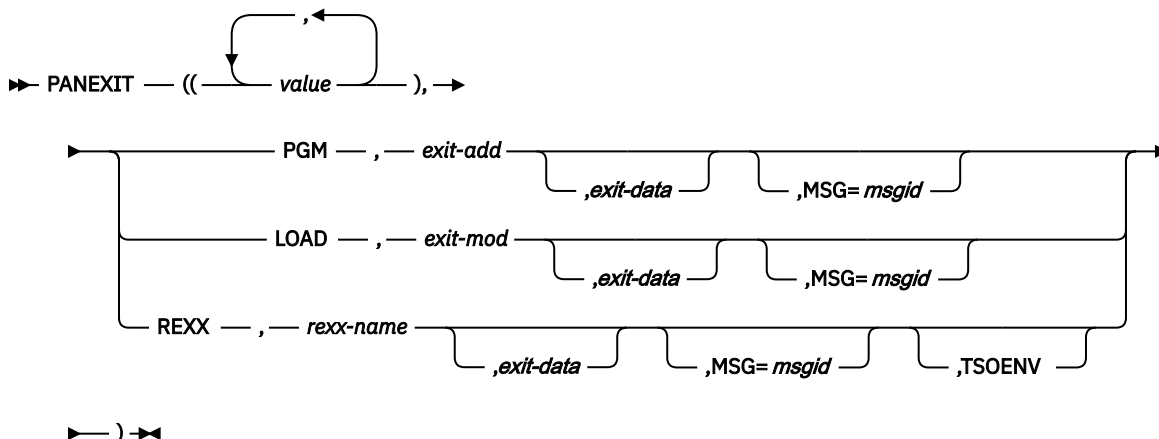 ,
PANEXIT (( value ),
PGM , exit-add
,exit-data ,MSG= msgid
LOAD , exit-mod
,exit-data ,MSG= msgid
REXX , rexx-name
,exit-data ,MSG= msgid ,TSOENV
)